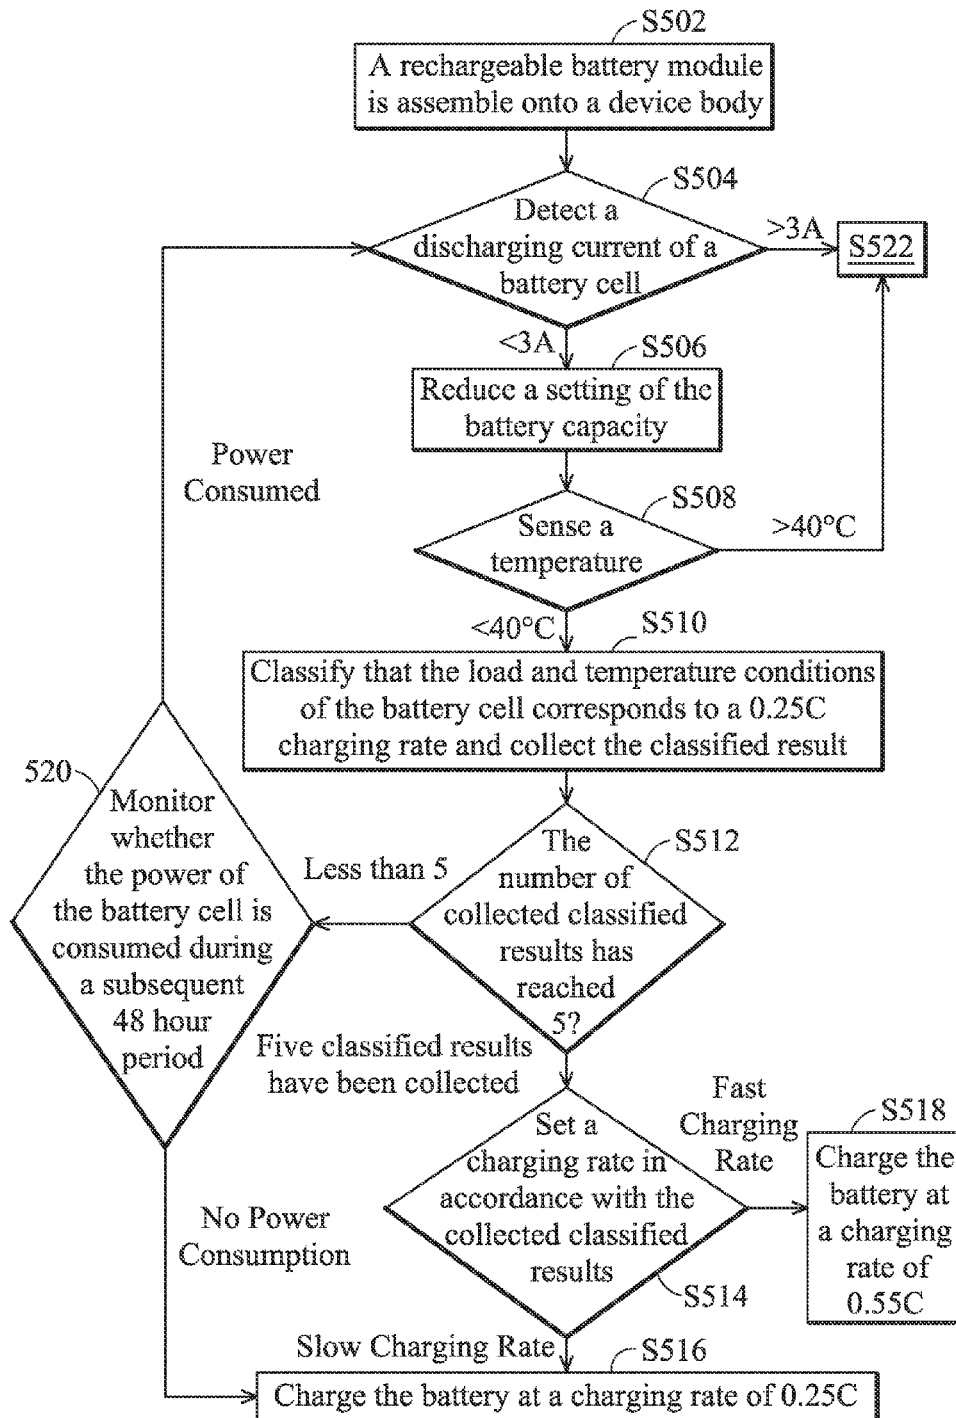 S502
A rechargeable battery module
is assemble onto a device body
S504
Detect a
discharging current of a
battery cell
>3A
S522
<3A
S506
Reduce a setting of the
battery capacity
Power
Consumed
S508
Sense a
temperature
>40°C
<40°C
S510
Classify that the load and temperature conditions
of the battery cell corresponds to a 0.25C
charging rate and collect the classified result
520
Monitor
whether
the power of
the battery cell is
consumed during
a subsequent
48 hour
period
Less than 5
S512
The
number of
collected classified
results has
reached
5?
Five classified results
have been collected
Fast
Charging
Rate
S518
Charge the
battery at
a charging
rate of
0.55C
Set a
charging rate in
accordance with the
collected classified
results
S514
No Power
Consumption
Slow Charging Rate
S516
Charge the battery at a charging rate of 0.25C